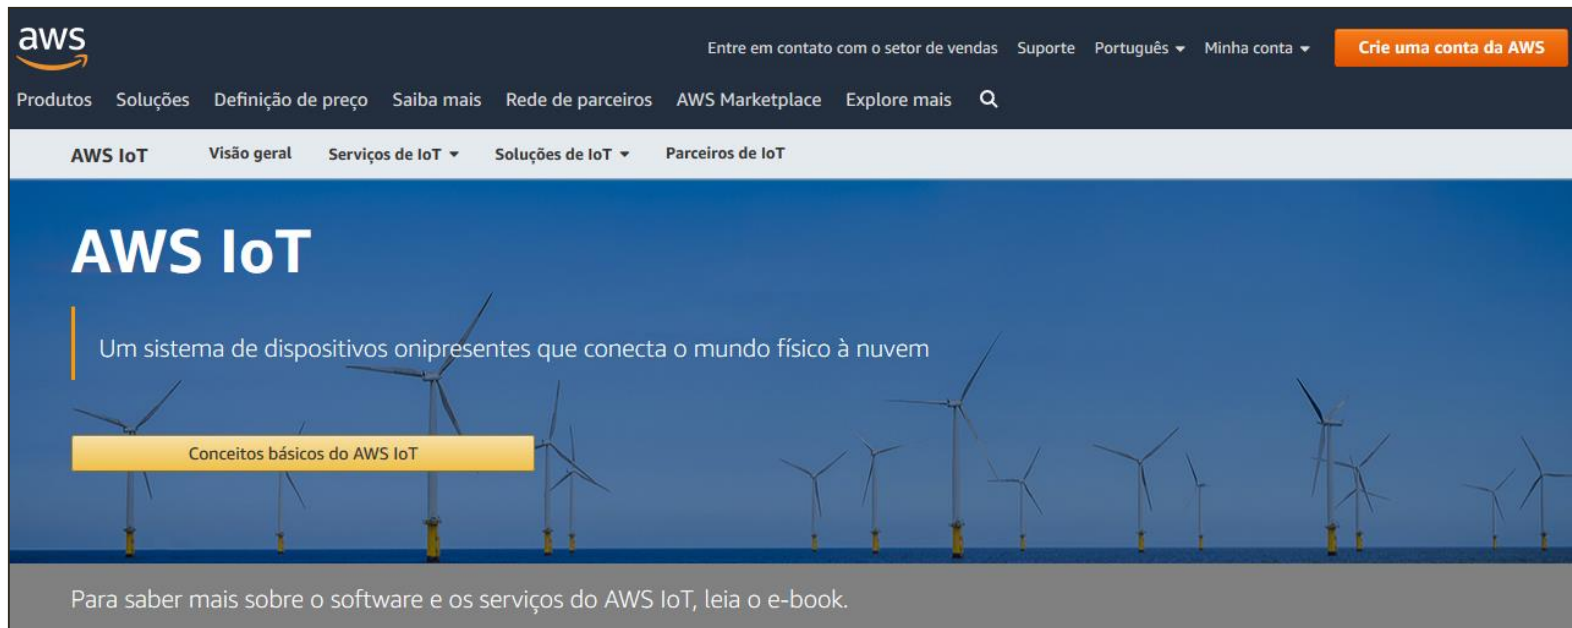 aws
Entre em contato com o setor de vendas Suporte Português Minha conta Crie uma conta da AWS
Produtos Soluções Definição de preço Saiba mais Rede de parceiros AWS Marketplace Explore mais
AWS IoT Visão geral Serviços de IoT Soluções de IoT Parceiros de IoT
AWS IoT
Um sistema de dispositivos onipresentes que conecta o mundo físico à nuvem
Conceitos básicos do AWS IoT
Para saber mais sobre o software e os serviços do AWS IoT, leia o e-book.